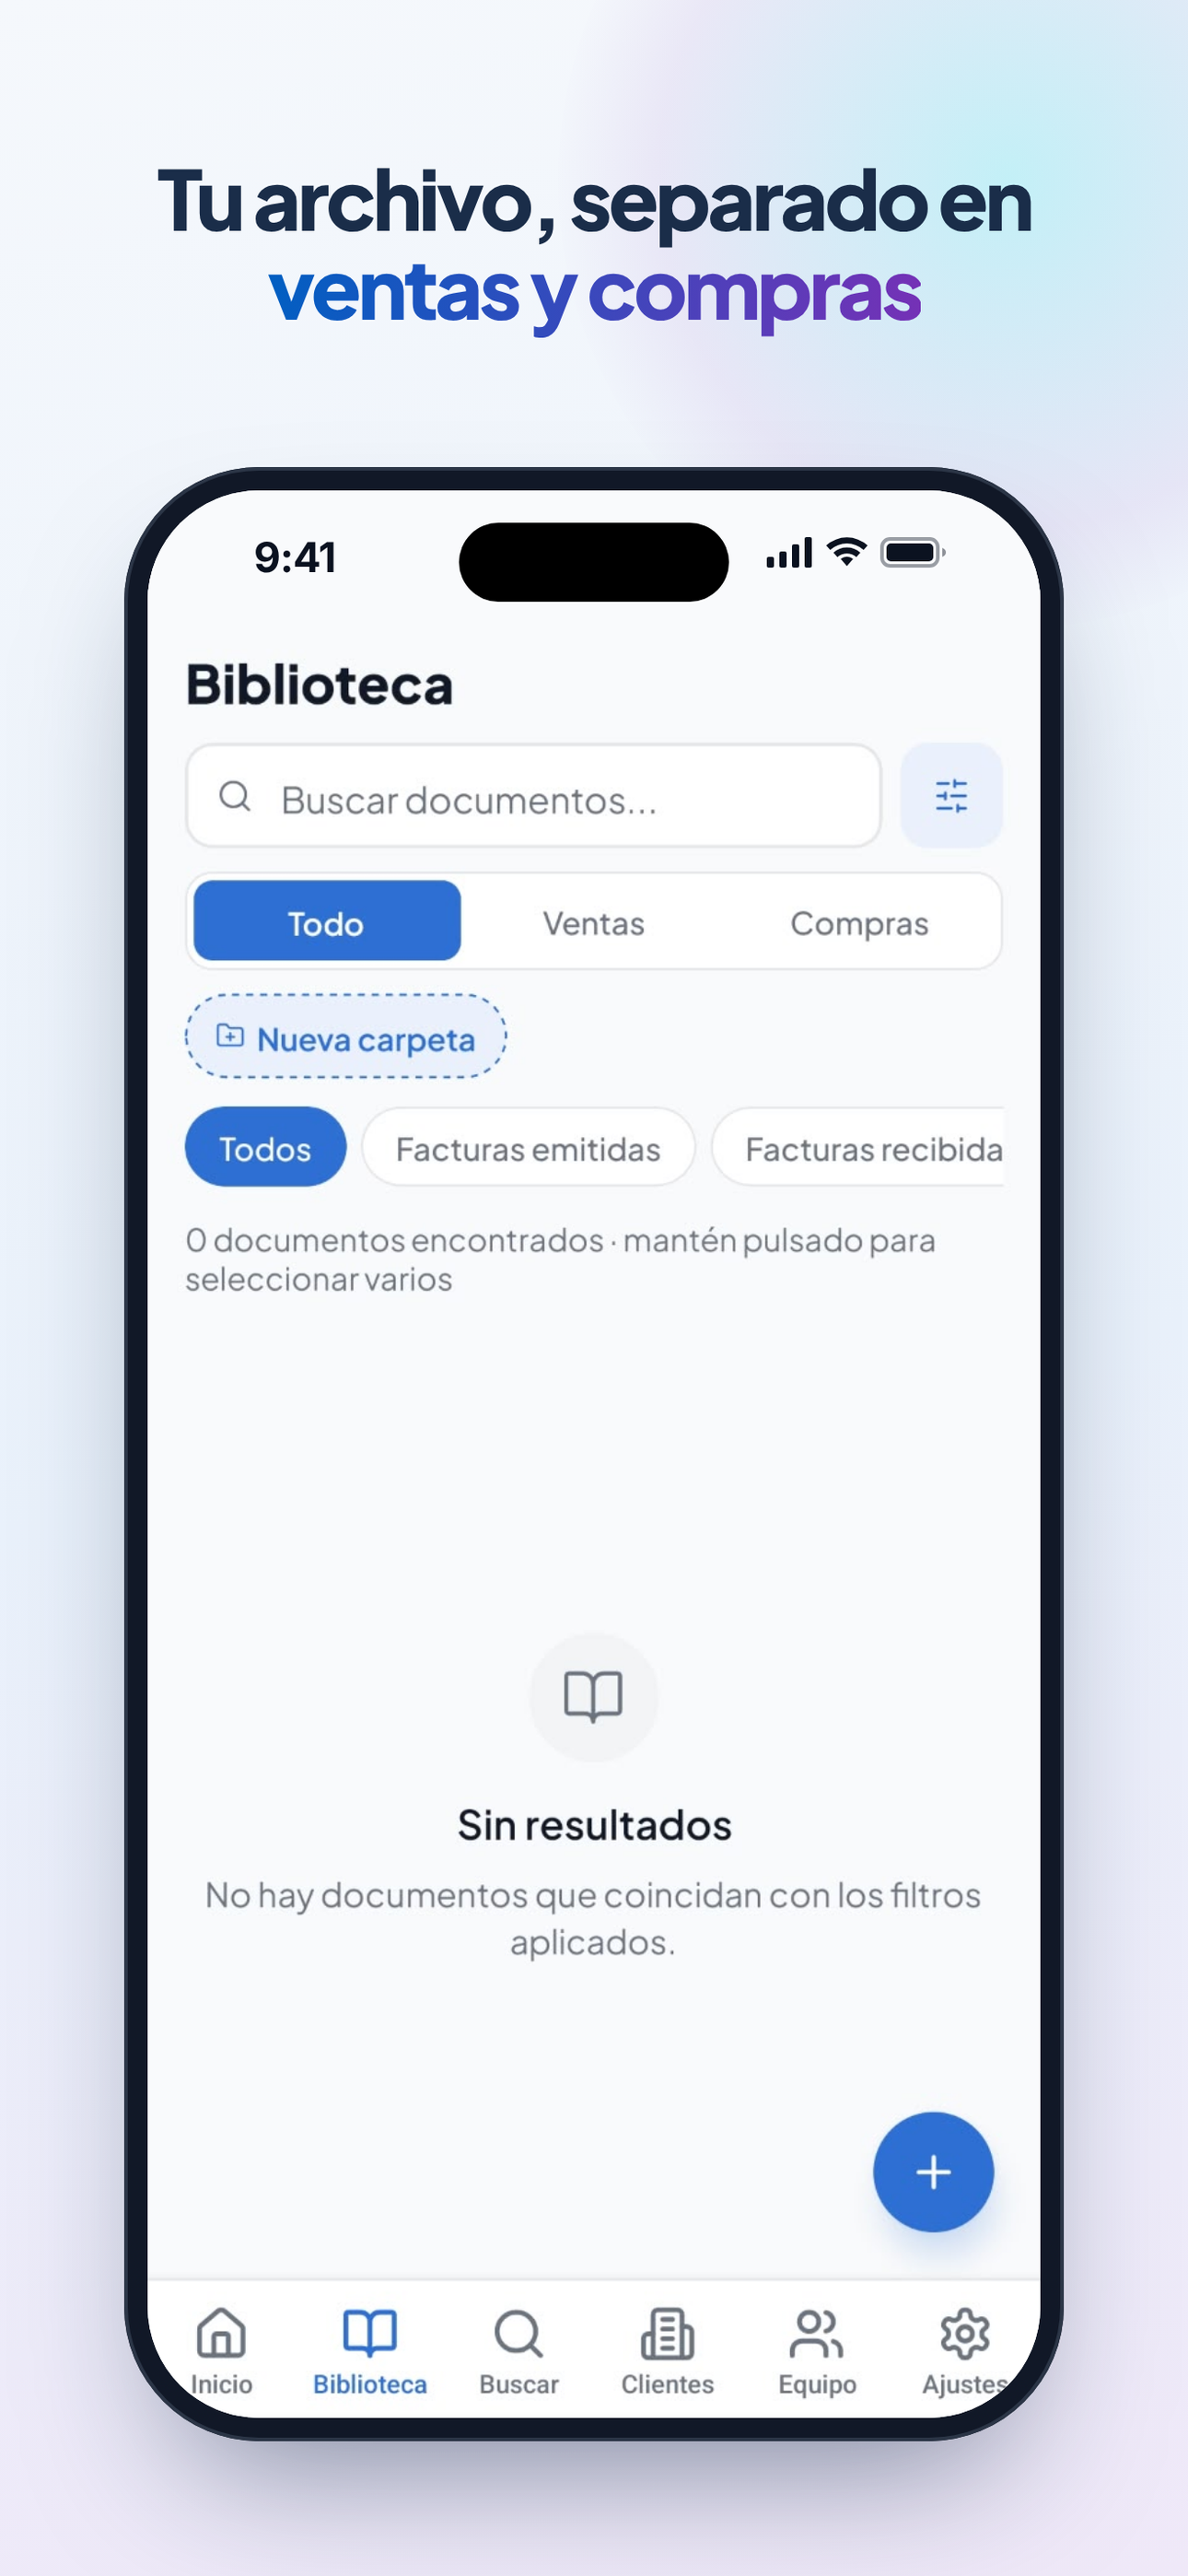 Tu archivo, separado en
ventas y compras
9:41
Biblioteca
Buscar documentos...
Todo Ventas Compras
Nueva carpeta
Todos Facturas emitidas Facturas recibida
0 documentos encontrados · mantén pulsado para
seleccionar varios
Sin resultados
No hay documentos que coincidan con los filtros
aplicados.
Inicio Biblioteca Buscar Clientes Equipo Ajustes